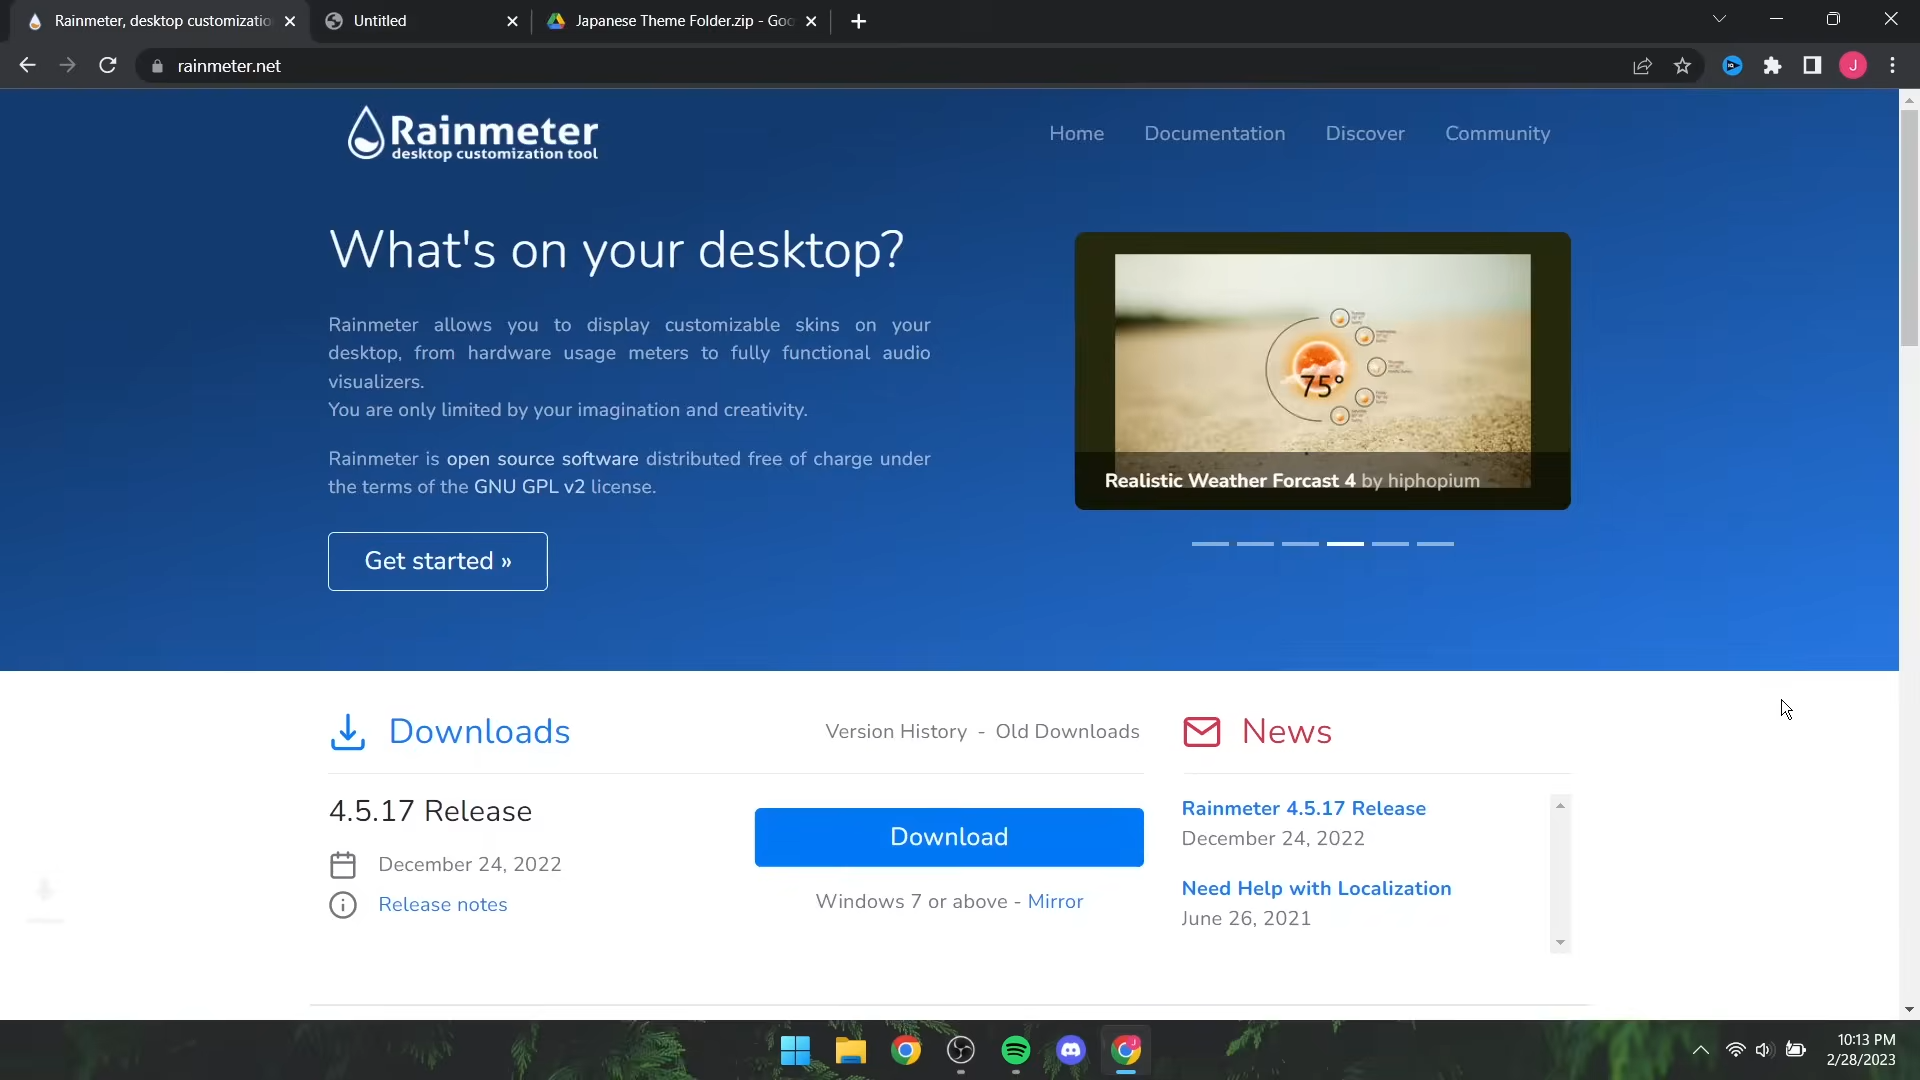 Rainmeter, desktop customizatio
Untitled
Japanese Theme Folder.zip - Goo
rainmeter.net
J
Rainmeter
desktop customization tool
Home
Documentation
Discover
Community
What's on your desktop?
Rainmeter allows you to display customizable skins on your
desktop, from hardware usage meters to fully functional audio
visualizers.
You are only limited by your imagination and creativity.
Rainmeter is open source software distributed free of charge under
the terms of the GNU GPL v2 license.
Get started »
75°
Realistic Weather Forcast 4 by hiphopium
Downloads
Version History - Old Downloads
4.5.17 Release
December 24, 2022
Release notes
Download
Windows 7 or above - Mirror
News
Rainmeter 4.5.17 Release
December 24, 2022
Need Help with Localization
June 26, 2021
10:13 PM
2/28/2023